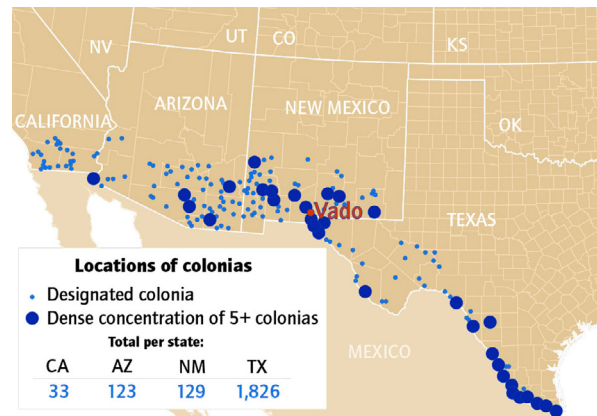 NV
UT
CO
KS
CALIFORNIA
ARIZONA
NEW MEXICO
OK
Vado
TEXAS
MEXICO
Locations of colonias
Designated colonia
Dense concentration of 5+ colonias
Total per state:
CA AZ NM TX
33 123 129 1,826